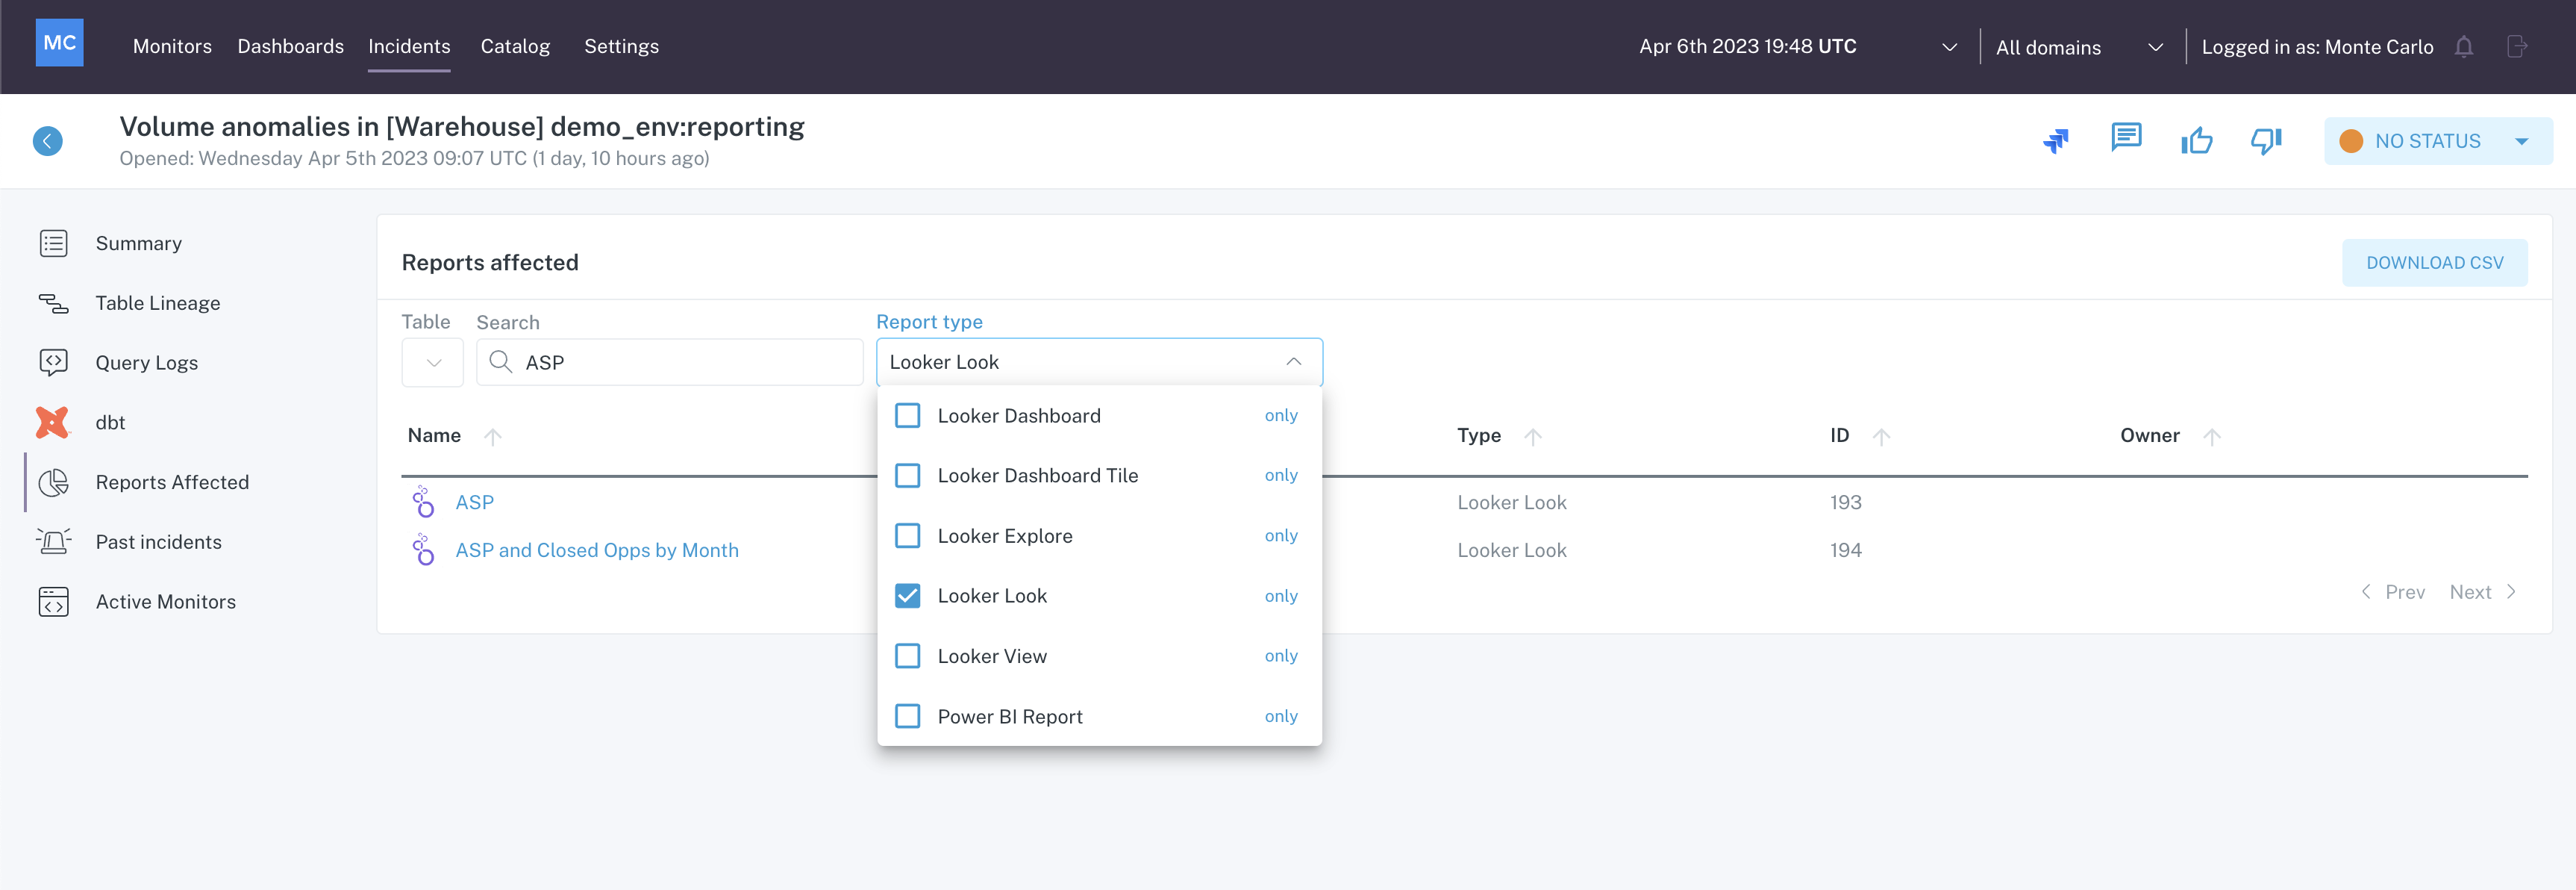 MC Monitors Dashboards Incidents Catalog Settings Apr 6th 2023 19:48 UTC All domains Logged in as: Monte Carlo
Volume anomalies in [Warehouse] demo_env:reporting
Opened: Wednesday Apr 5th 2023 09:07 UTC (1 day, 10 hours ago)
NO STATUS
Summary
Table Lineage
Query Logs
dbt
Reports Affected
Past incidents
Active Monitors
Reports affected
DOWNLOAD CSV
Table Search Report type
ASP Looker Look
Looker Dashboard only
Looker Dashboard Tile only
Looker Explore only
Looker Look only
Looker View only
Power BI Report only
Name Type ID Owner
ASP Looker Look 193
ASP and Closed Opps by Month Looker Look 194
Prev Next